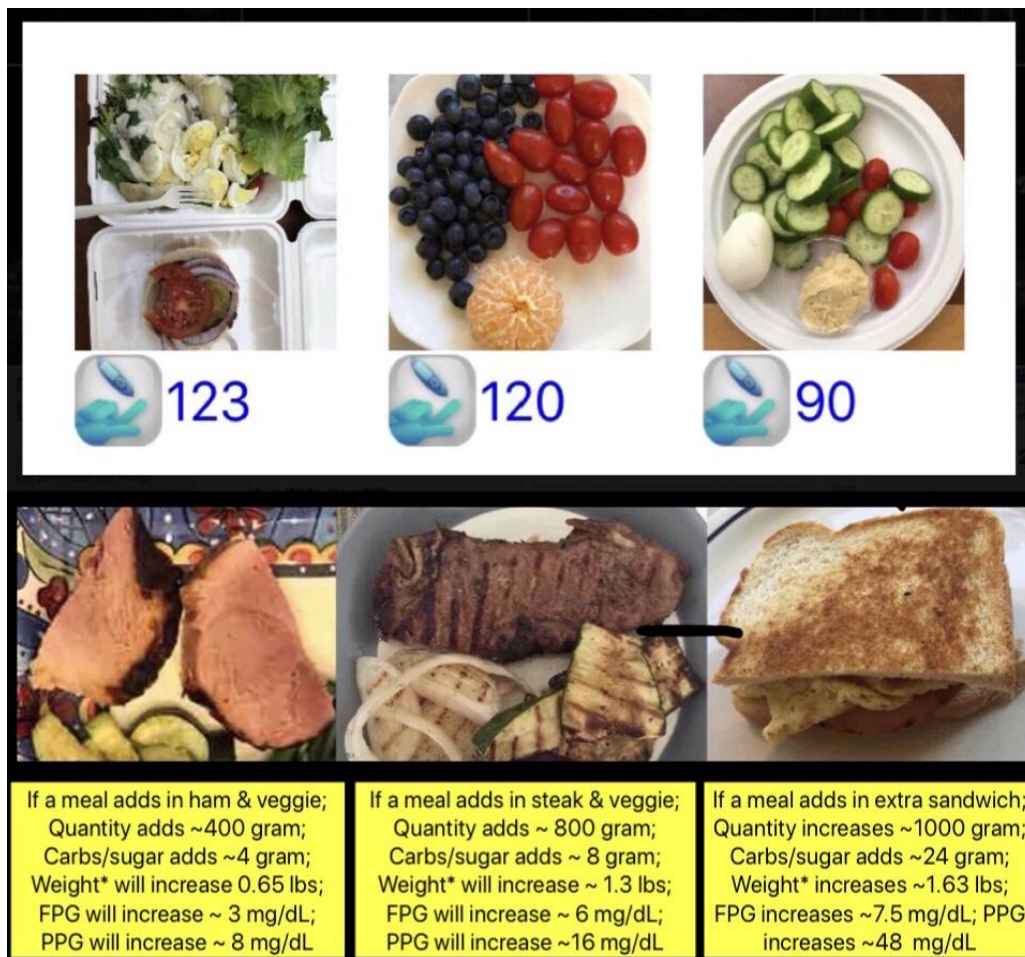 123
120
90
If a meal adds in ham & veggie;
Quantity adds ~400 gram;
Carbs/sugar adds ~4 gram;
Weight* will increase 0.65 lbs;
FPG will increase ~ 3 mg/dL;
PPG will increase ~ 8 mg/dL
If a meal adds in steak & veggie;
Quantity adds ~ 800 gram;
Carbs/sugar adds ~ 8 gram;
Weight* will increase ~ 1.3 lbs;
FPG will increase ~ 6 mg/dL;
PPG will increase ~16 mg/dL
If a meal adds in extra sandwich;
Quantity increases ~1000 gram;
Carbs/sugar adds ~24 gram;
Weight* increases ~1.63 lbs;
FPG increases ~7.5 mg/dL; PPG
increases ~48 mg/dL